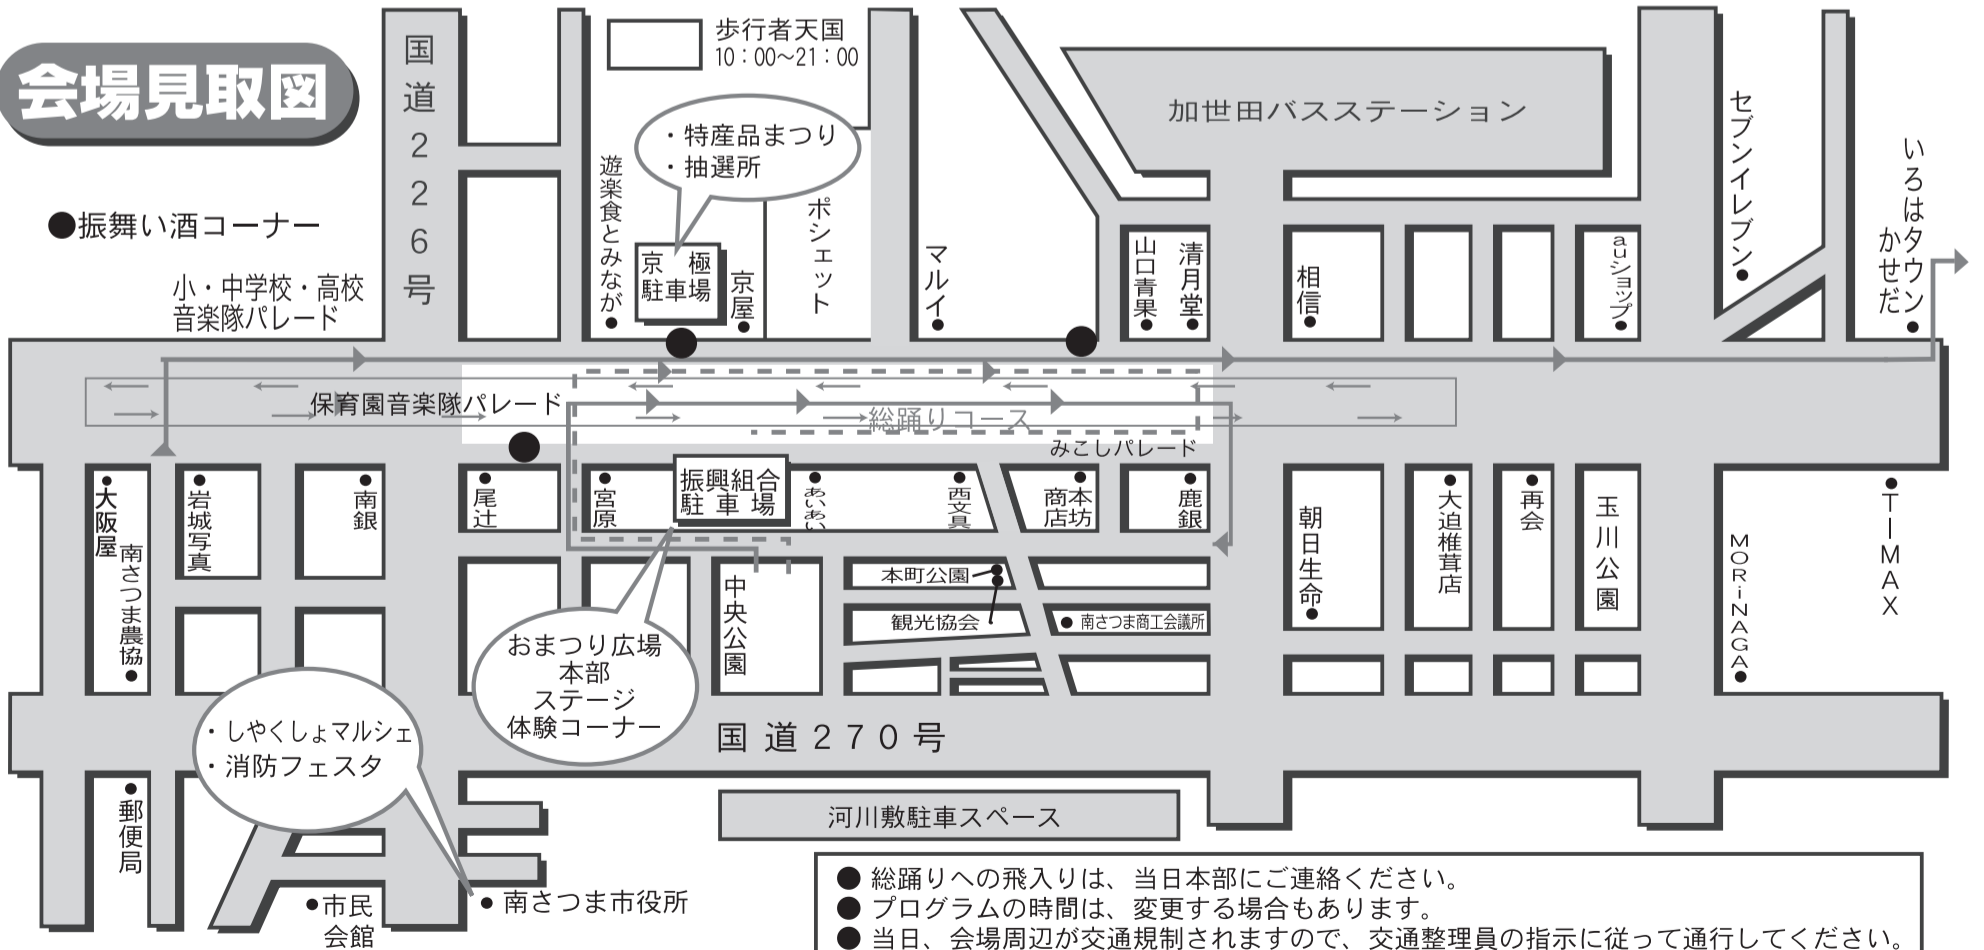 会場見取図
国道226号
歩行者天国
10：00～21：00
・特産品まつり
・抽選所
加世田バスステーション
セブンイレブン
いろはタウン
かせだ
●振舞い酒コーナー
小・中学校・高校
音楽隊パレード
遊楽食とみなが
京　極
駐車場
京屋
ポシェット
マルイ
山口青果
清月堂
相信
auショップ
保育園音楽隊パレード
総踊りコース
みこしパレード
大阪屋
南さつま農協
岩城写真
南銀
尾辻
宮原
振興組合
駐車場
あいあい
西文具
本坊
商店
鹿銀
朝日生命
大迫椎茸店
再会
玉川公園
MORiNAGA
TIMAX
中央公園
本町公園
観光協会
南さつま商工会議所
おまつり広場
本部
ステージ
体験コーナー
・しやくしょマルシェ
・消防フェスタ
国道270号
郵便局
河川敷駐車スペース
市民
会館
南さつま市役所
●総踊りへの飛入りは、当日本部にご連絡ください。
●プログラムの時間は、変更する場合もあります。
●当日、会場周辺が交通規制されますので、交通整理員の指示に従って通行してください。